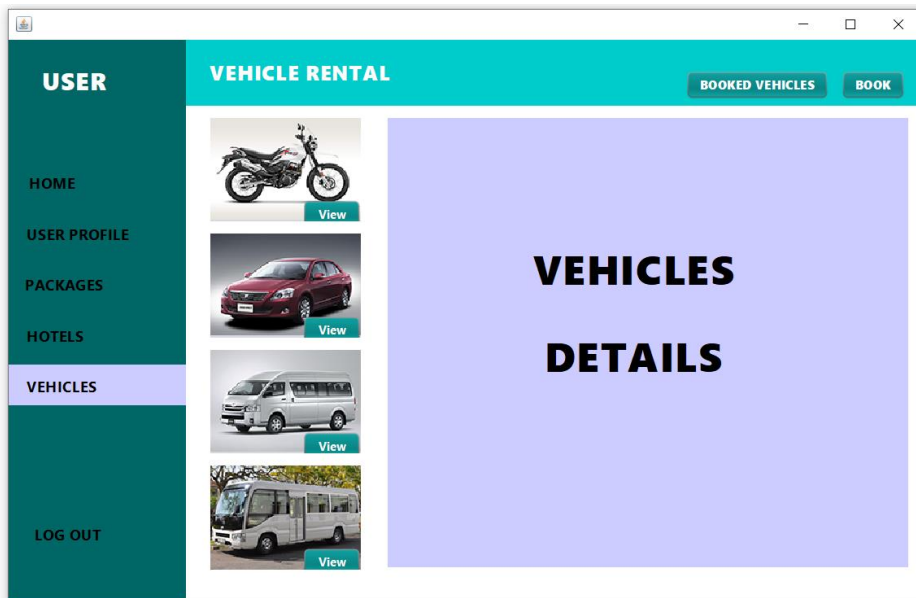 USER
VEHICLE RENTAL
BOOKED VEHICLES
BOOK
HOME
USER PROFILE
PACKAGES
HOTELS
VEHICLES
LOG OUT
View
View
View
View
VEHICLES
DETAILS